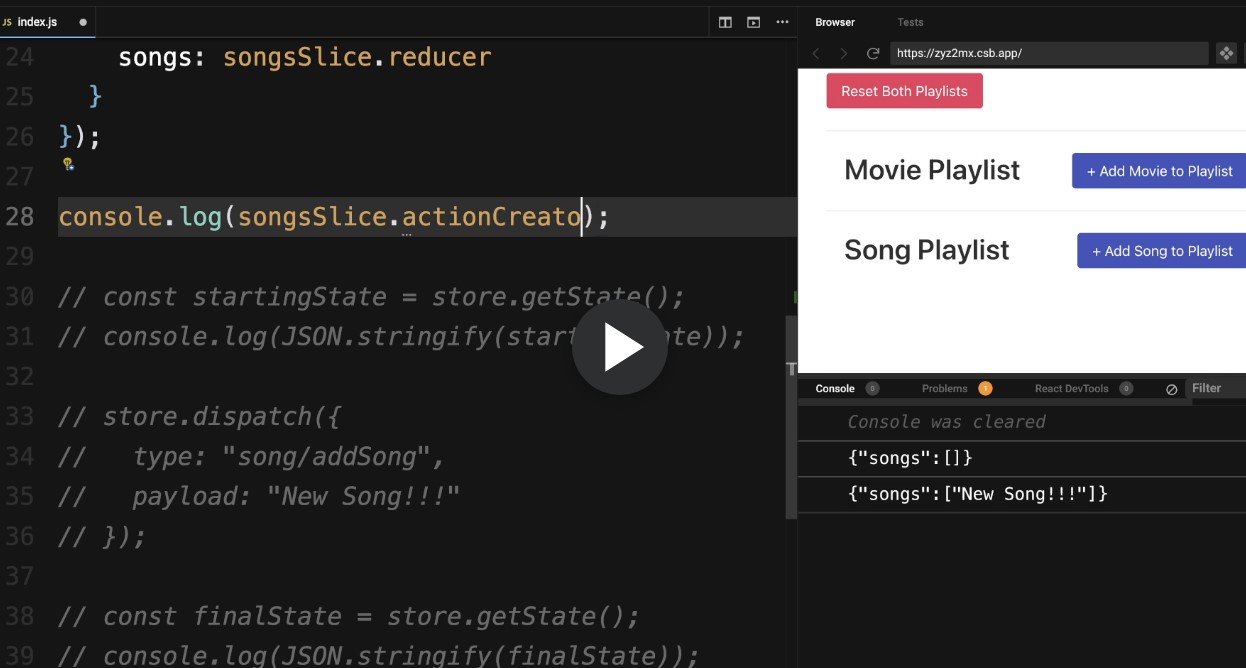 JS index.js
24 songs: songsSlice.reducer
25 }
26 });
27
28 console.log(songsSlice.actionCreato);
29
30 // const startingState = store.getState();
31 // console.log(JSON.stringify(start te));
32
33 // store.dispatch({
34 // type: "song/addSong",
35 // payload: "New Song!!!"
36 // });
37
38 // const finalState = store.getState();
39 // console.log(JSON.stringify(finalState));
Browser Tests
https://zyz2mx.csb.app/
Reset Both Playlists
Movie Playlist + Add Movie to Playlist
Song Playlist + Add Song to Playlist
Console 0 Problems 1 React DevTools 0 Filter
Console was cleared
{"songs":[]}
{"songs":["New Song!!!"]}